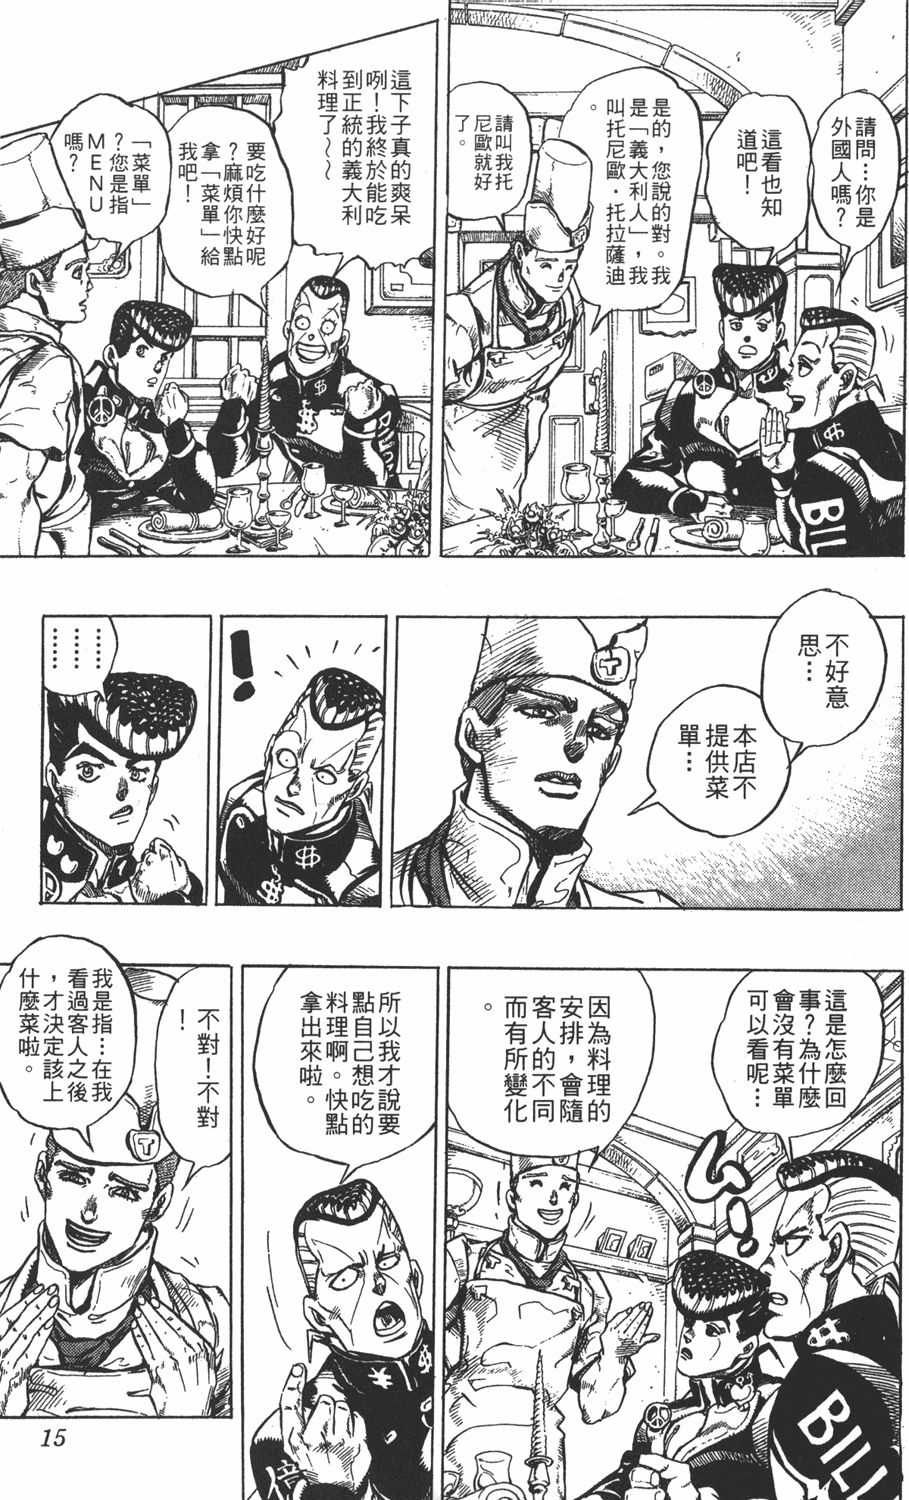 請問…你是
外國人嗎?
這看也知
道吧!
是的，您說的對。我
是「義大利人」，我
叫托尼歐·托拉薩迪
。
請叫我托
尼歐就好
了。
這下子真的爽呆
咧!我終於能吃
到正統的義大利
料理了～～
要吃什麼好呢
?麻煩你快點
拿「菜單」給
我吧!
「菜單」
?您是指
MENU
嗎?
BUDDY
BILL
不好意
思…
本店不
提供菜
單…
!
………
………
這是怎麼回
事?為什麼
會沒有菜單
可以看呢…
因為料理的
安排，會隨
客人的不同
而有所變化
。
ム!
BILL
所以我才說要
點自己想吃的
料理啊。快點
拿出來啦。
億
不對!不對
!
我是指…在我
看過客人之後
，才決定該上
什麼菜啦。
15